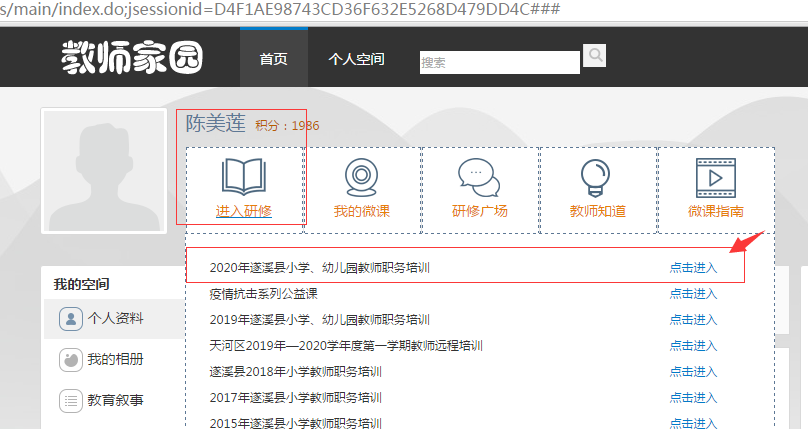 s/main/index.do;jsessionid=D4F1AE98743CD36F632E5268D479DD4C###
教师家园 首页 个人空间 搜索
陈美莲 积分：1986
进入研修 我的微课 研修广场 教师知道 微课指南
2020年遂溪县小学、幼儿园教师职务培训 点击进入
疫情抗击系列公益课 点击进入
2019年遂溪县小学、幼儿园教师职务培训 点击进入
天河区2019年—2020学年度第一学期教师远程培训 点击进入
遂溪县2018年小学教师职务培训 点击进入
2017年遂溪县小学教师职务培训 点击进入
2015年遂溪县小学教师职务培训 点击进入
我的空间
个人资料
我的相册
教育叙事